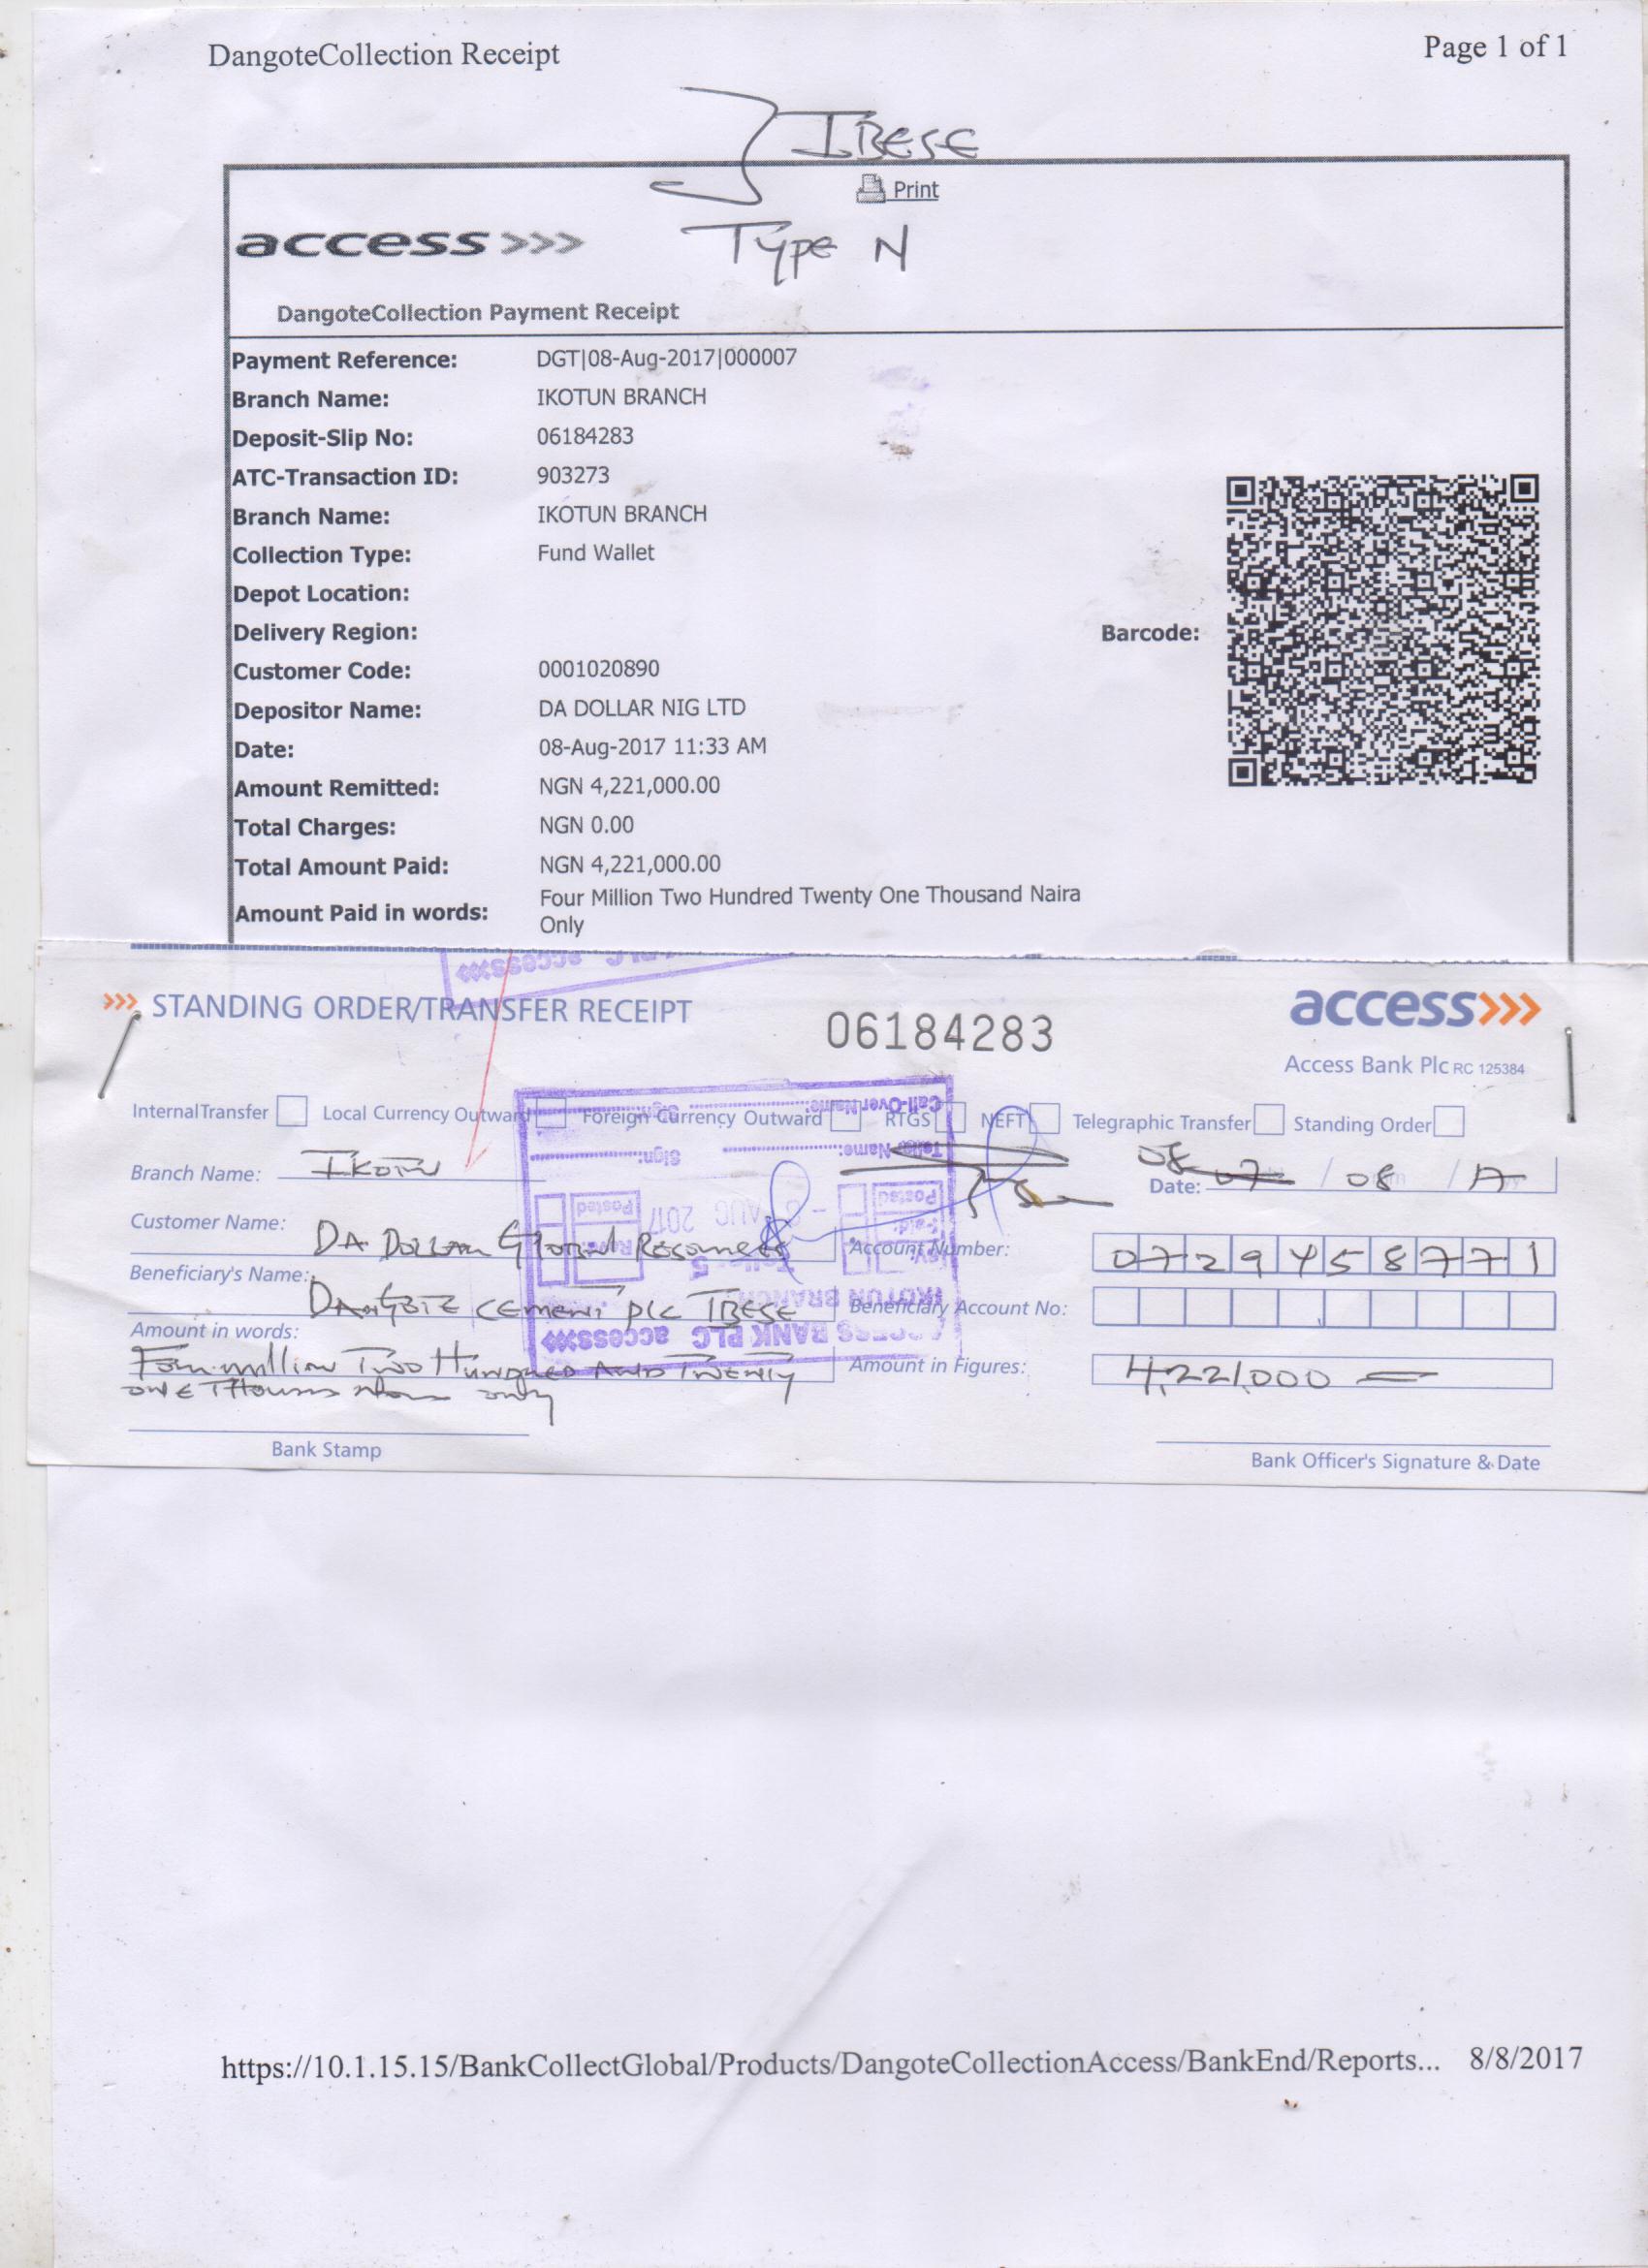 DangoteCollection Receipt
Page 1 of 1
IBESE
Print
access >>>
Type N
DangoteCollection Payment Receipt
Payment Reference: DGT|08-Aug-2017|000007
Branch Name: IKOTUN BRANCH
Deposit-Slip No: 06184283
ATC-Transaction ID: 903273
Branch Name: IKOTUN BRANCH
Collection Type: Fund Wallet
Depot Location:
Delivery Region:
Barcode:
Customer Code: 0001020890
Depositor Name: DA DOLLAR NIG LTD
Date: 08-Aug-2017 11:33 AM
Amount Remitted: NGN 4,221,000.00
Total Charges: NGN 0.00
Total Amount Paid: NGN 4,221,000.00
Amount Paid in words: Four Million Two Hundred Twenty One Thousand Naira
Only
PLC access>>>
>>> STANDING ORDER/TRANSFER RECEIPT
06184283
access>>>
Access Bank Plc RC 125384
Internal Transfer Local Currency Outward Foreign Currency Outward RTGS NEFT Telegraphic Transfer Standing Order
Branch Name: IKOTUN
Date: 08 07 / 08 / 17
Customer Name: DA DOLLAR Global Resources
Account Number: 0729458771
Beneficiary's Name: DANGOTE CEMENT PLC IBESE
Beneficiary Account No:
Amount in words: Four million Two Hundred AND TWENTY
ONE Thousand only
Amount in Figures: 4,221,000 =
ACCESS BANK PLC access>>>
IKOTUN BRANCH
Teller 5
Posted
AUG 2017
Posted
Teller Name: Sign:
Call-Over Name: Sign:
Bank Stamp
Bank Officer's Signature & Date
https://10.1.15.15/BankCollectGlobal/Products/DangoteCollectionAccess/BankEnd/Reports... 8/8/2017